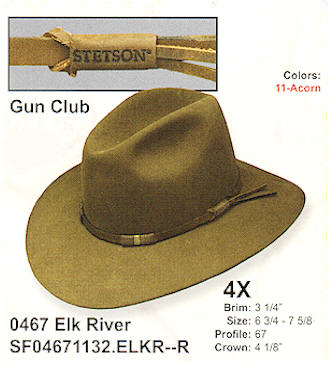 STETSON®
Colors:
11-Acorn
Gun Club
4X
Brim: 3 1/4"
Size: 6 3/4 - 7 5/8
Profile: 67
Crown: 4 1/8"
0467 Elk River
SF04671132.ELKR--R